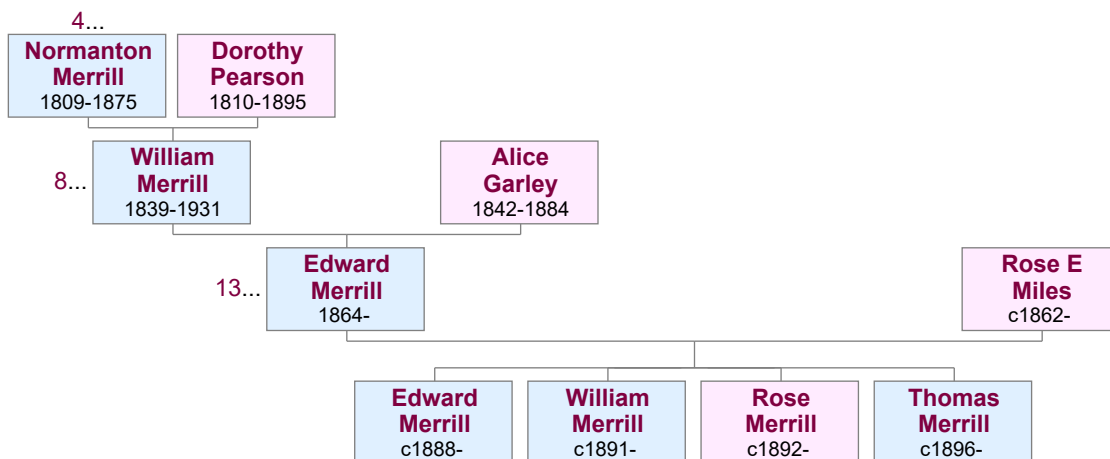 4...
Normanton
Merrill
1809-1875
Dorothy
Pearson
1810-1895
8...
William
Merrill
1839-1931
Alice
Garley
1842-1884
13...
Edward
Merrill
1864-
Rose E
Miles
c1862-
Edward
Merrill
c1888-
William
Merrill
c1891-
Rose
Merrill
c1892-
Thomas
Merrill
c1896-